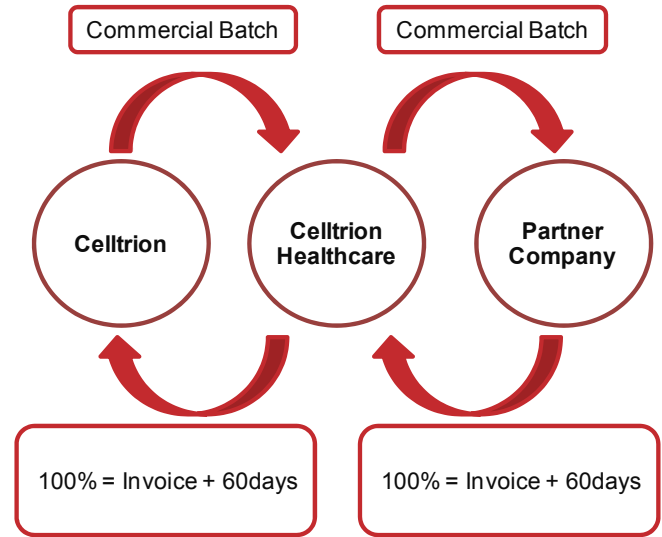 Commercial Batch
Commercial Batch
Celltrion
Celltrion
Healthcare
Partner
Company
100% = Invoice + 60days
100% = Invoice + 60days